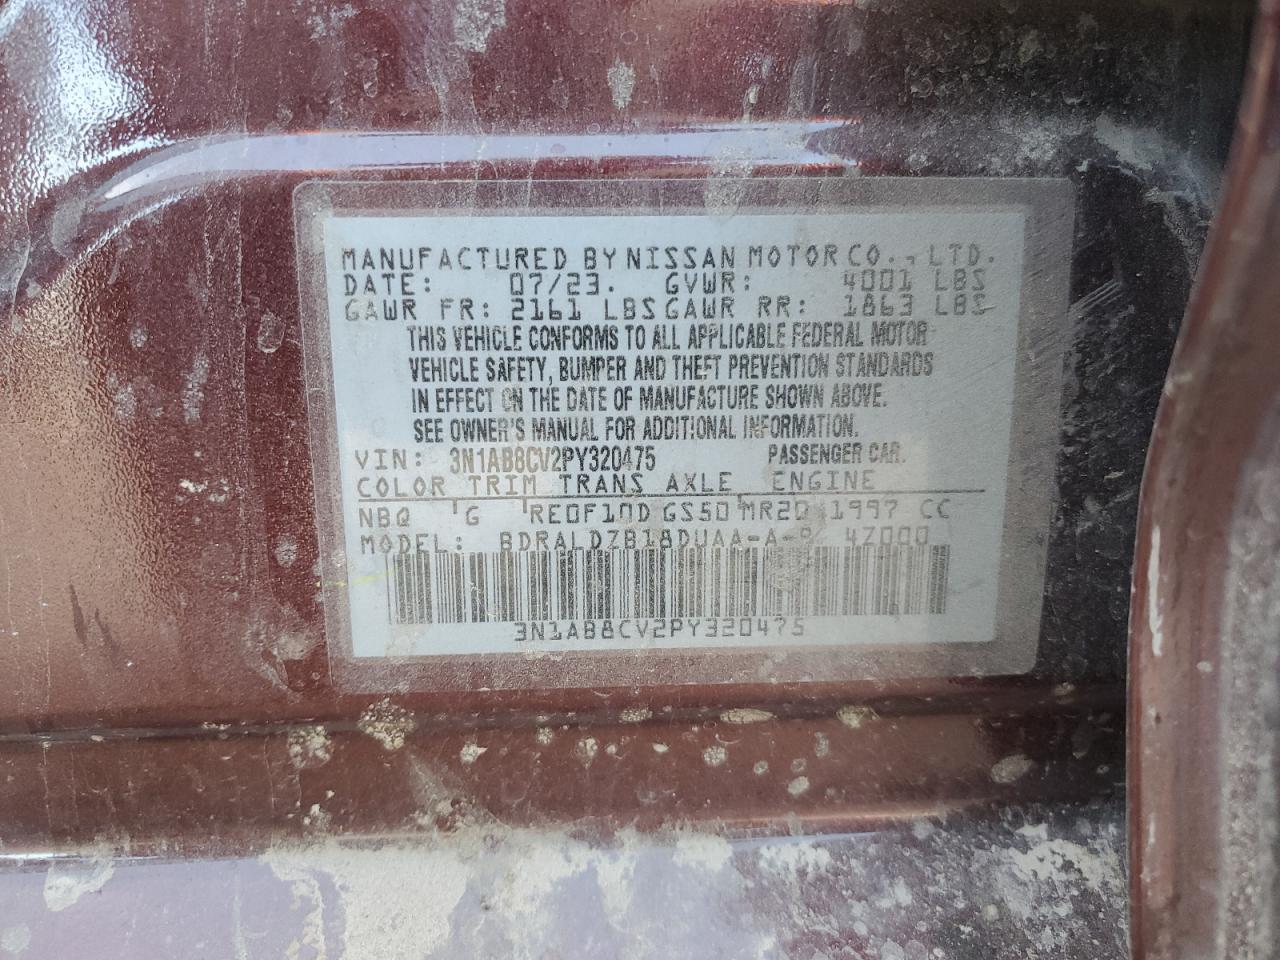 MANUFACTURED BY NISSAN MOTOR CO., LTD.
DATE: 07/23. GVWR: 4001 LBS
GAWR FR: 2161 LBS GAWR RR: 1863 LBS
THIS VEHICLE CONFORMS TO ALL APPLICABLE FEDERAL MOTOR
VEHICLE SAFETY, BUMPER AND THEFT PREVENTION STANDARDS
IN EFFECT ON THE DATE OF MANUFACTURE SHOWN ABOVE.
SEE OWNER'S MANUAL FOR ADDITIONAL INFORMATION.
VIN: 3N1AB8CV2PY320475 PASSENGER CAR.
COLOR TRIM TRANS AXLE ENGINE
NBQ G RE0F10D GS50 MR20 1997 CC
MODEL: 47000
3N1AB8CV2PY320475